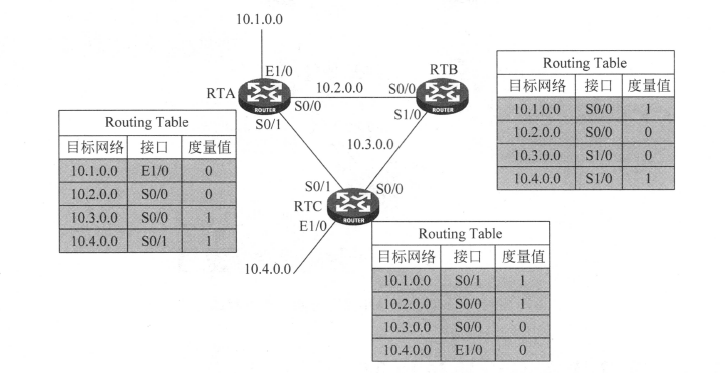 10.1.0.0
E1/0
RTA
S0/0
S0/1
ROUTER
10.2.0.0
RTB
S0/0
S1/0
ROUTER
10.3.0.0
S0/1
S0/0
RTC
E1/0
ROUTER
10.4.0.0
Routing Table
目标网络 接口 度量值
10.1.0.0 E1/0 0
10.2.0.0 S0/0 0
10.3.0.0 S0/0 1
10.4.0.0 S0/1 1
Routing Table
目标网络 接口 度量值
10.1.0.0 S0/0 1
10.2.0.0 S0/0 0
10.3.0.0 S1/0 0
10.4.0.0 S1/0 1
Routing Table
目标网络 接口 度量值
10.1.0.0 S0/1 1
10.2.0.0 S0/0 1
10.3.0.0 S0/0 0
10.4.0.0 E1/0 0